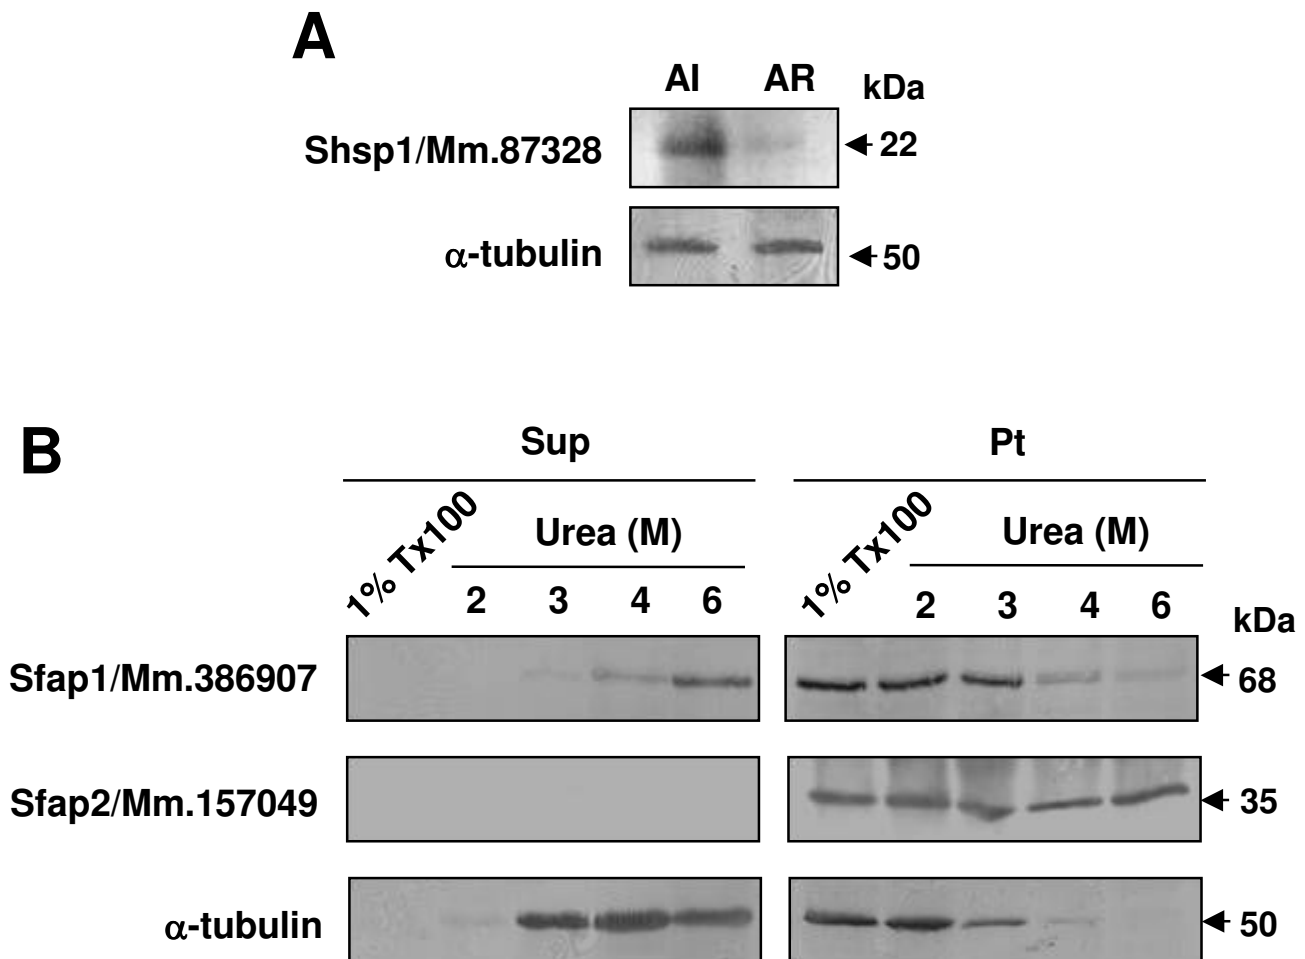 A
AI AR kDa
Shsp1/Mm.87328 22
α-tubulin 50
B
Sup Pt
1% Tx100 Urea (M) 1% Tx100 Urea (M)
2 3 4 6 2 3 4 6 kDa
Sfap1/Mm.386907 68
Sfap2/Mm.157049 35
α-tubulin 50